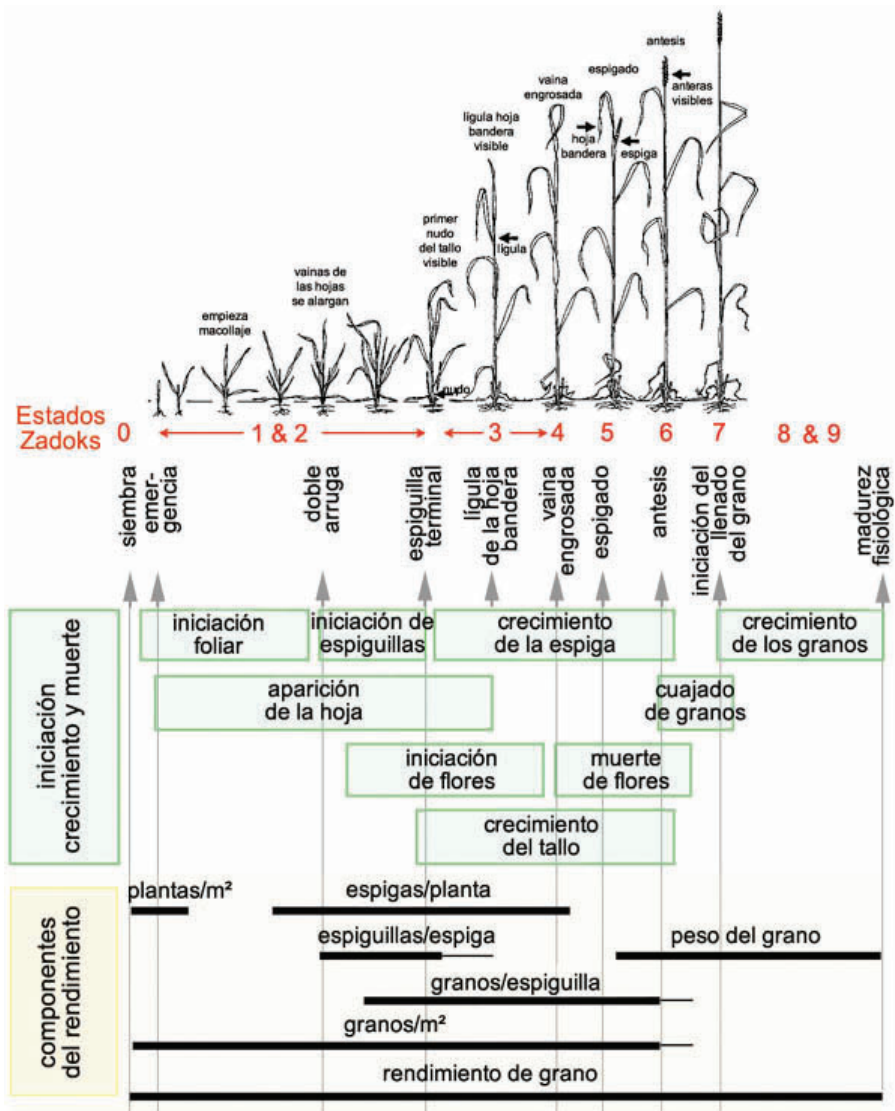 antesis
espigado
anteras
visibles
vaina
engrosada
hoja
bandera
espiga
lígula hoja
bandera
visible
primer
nudo
del tallo
visible
lígula
vainas de
las hojas
se alargan
empieza
macollaje
nudo
Estados
Zadoks
0
1 & 2
3
4
5
6
7
8 & 9
siembra
emer-
gencia
doble
arruga
espiguilla
terminal
lígula
de la hoja
bandera
vaina
engrosada
espigado
antesis
iniciación del
llenado
del grano
madurez
fisiológica
iniciación
crecimiento y muerte
iniciación
foliar
iniciación de
espiguillas
crecimiento
de la espiga
crecimiento
de los granos
aparición
de la hoja
cuajado
de granos
iniciación
de flores
muerte
de flores
crecimiento
del tallo
componentes
del rendimiento
plantas/m²
espigas/planta
espiguillas/espiga
peso del grano
granos/espiguilla
granos/m²
rendimiento de grano